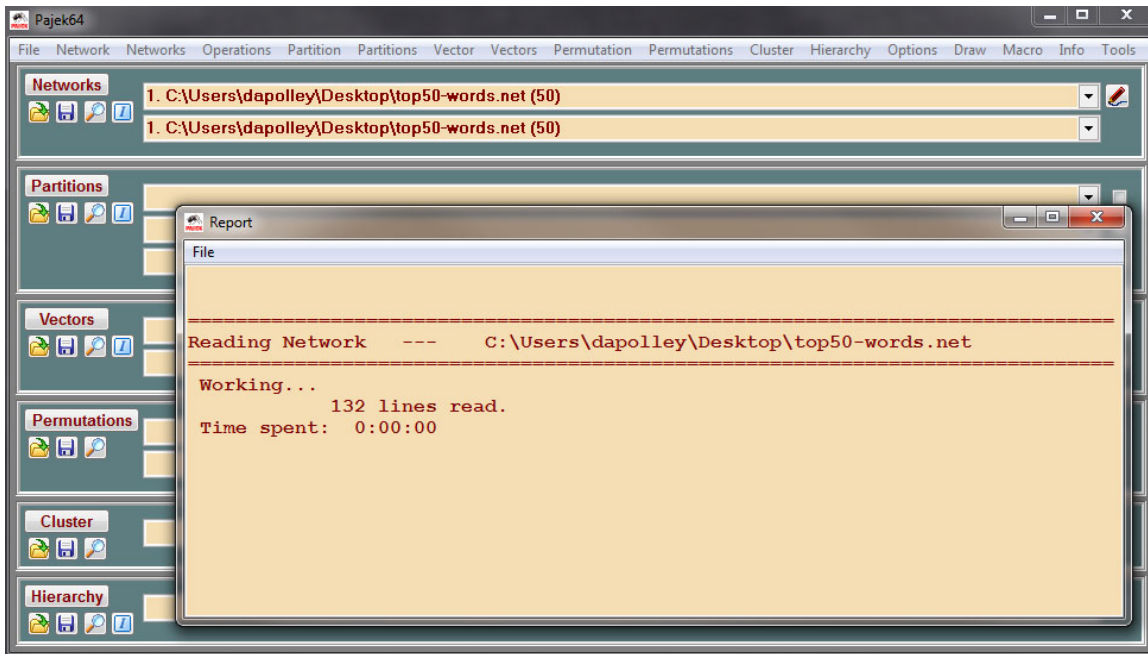 Pajek64
File Network Networks Operations Partition Partitions Vector Vectors Permutation Permutations Cluster Hierarchy Options Draw Macro Info Tools
Networks
1. C:\Users\dapolley\Desktop\top50-words.net (50)
1. C:\Users\dapolley\Desktop\top50-words.net (50)
Partitions
Report
File
Reading Network --- C:\Users\dapolley\Desktop\top50-words.net
Working...
132 lines read.
Time spent: 0:00:00
Vectors
Permutations
Cluster
Hierarchy